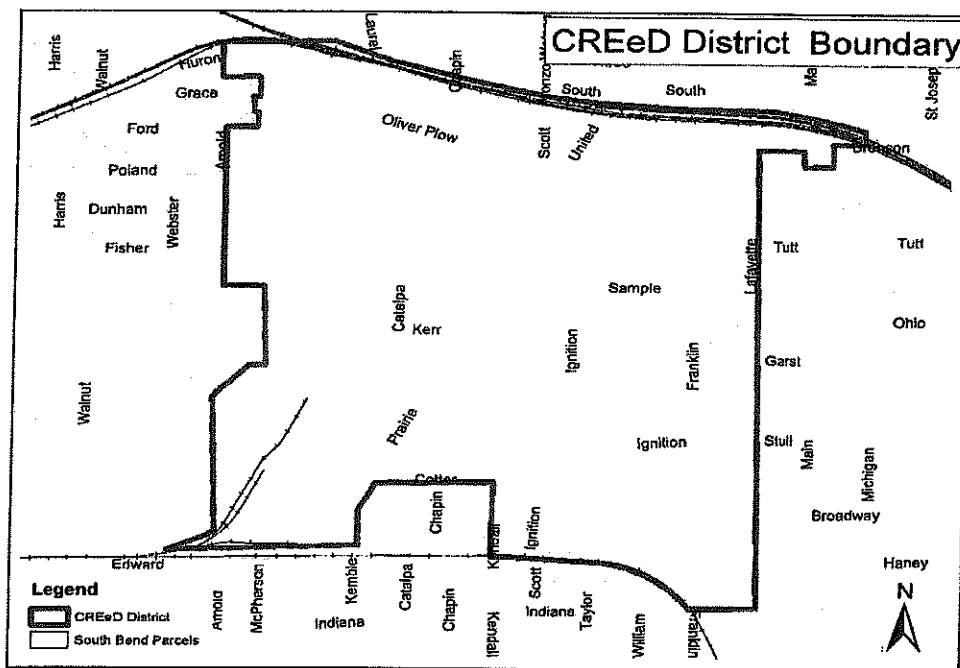 CREeD District Boundary
Harris
Walnut
Huron
Laurel
Chapin
South
South
Ma
St Josep
Grace
Ford
Arnold
Oliver Plow
Scott
United
Bronson
Poland
Harris
Dunham
Webster
Fisher
Lafayette
Tutt
Tutt
Sample
Catalpa
Kerr
Ohio
Ignition
Franklin
Garst
Walnut
Prairie
Ignition
Stull
Main
Michigan
Cotter
Chapin
Broadway
Ignition
Edward
Kemble
Catalpa
Chapin
Kendall
Scott
Indiana
Taylor
William
Franklin
Haney
N
Arnold
McPherson
Indiana
Legend
CREeD District
South Bend Parcels